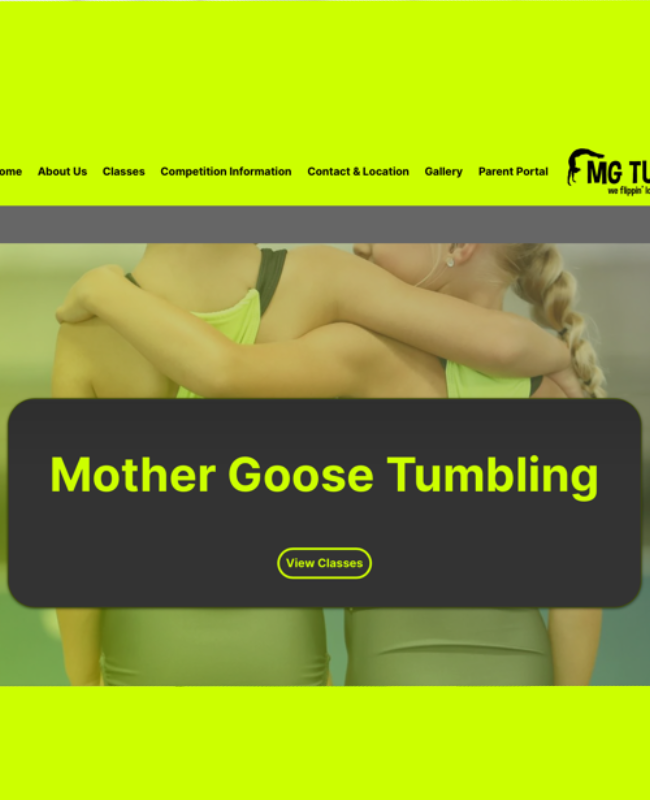 ome About Us Classes Competition Information Contact & Location Gallery Parent Portal
MG TU
we flippin' lo
Mother Goose Tumbling
View Classes